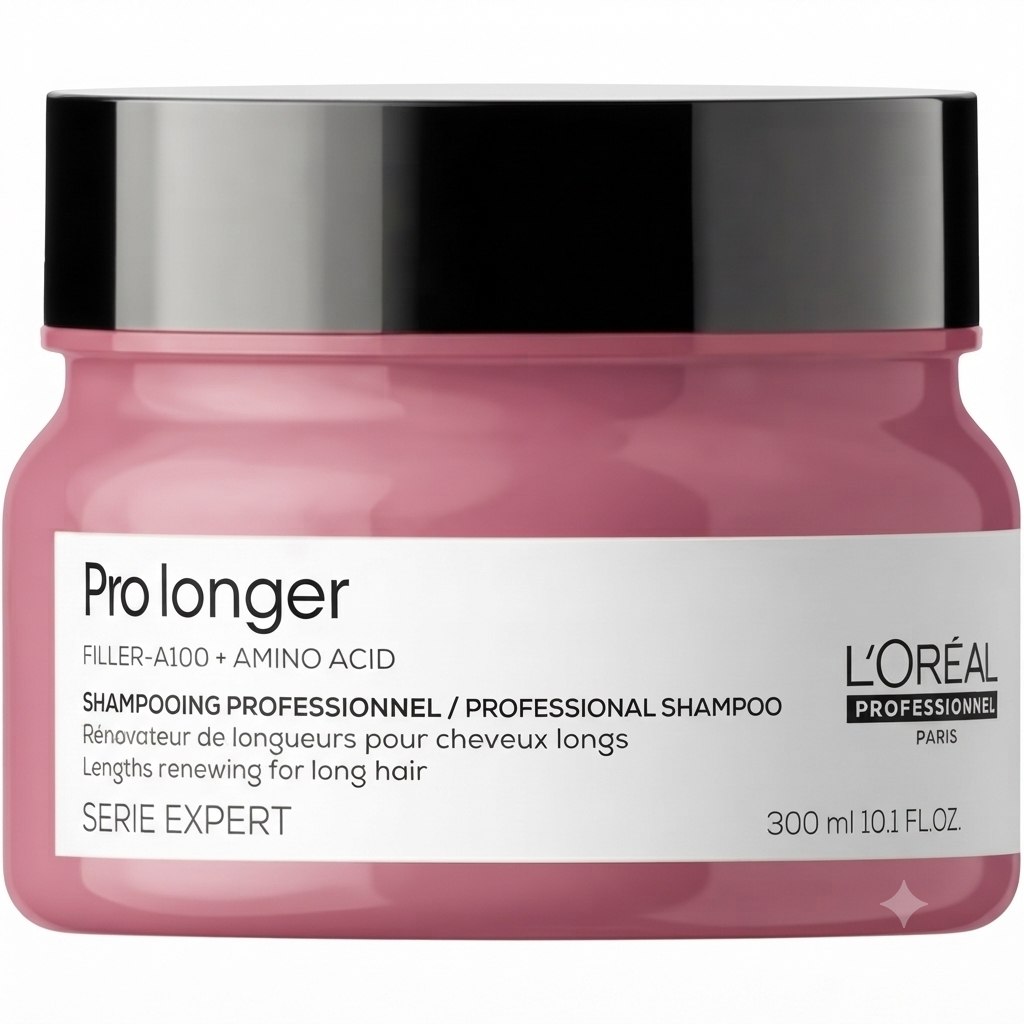 Pro longer
FILLER-A100 + AMINO ACID
SHAMPOOING PROFESSIONNEL / PROFESSIONAL SHAMPOO
Rénovateur de longueurs pour cheveux longs
Lengths renewing for long hair
SERIE EXPERT
L'ORÉAL
PROFESSIONNEL
PARIS
300 ml 10.1 FL.OZ.